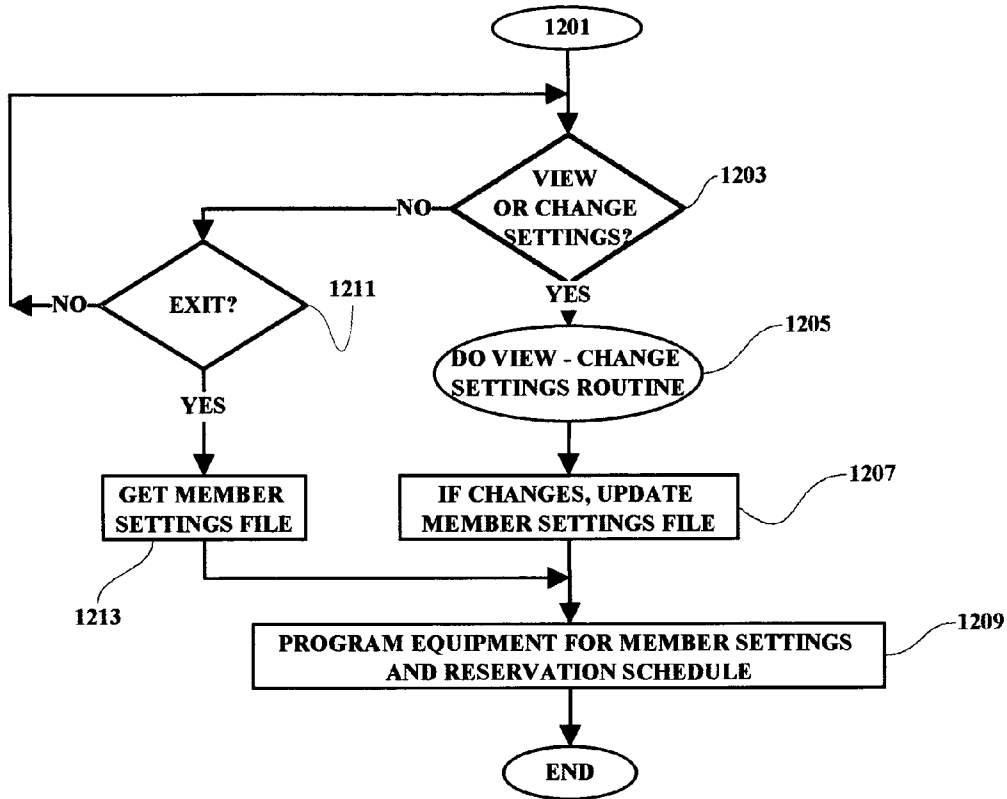 1201
VIEW
OR CHANGE
SETTINGS?
1203
NO
YES
EXIT?
1211
NO
YES
DO VIEW - CHANGE
SETTINGS ROUTINE
1205
GET MEMBER
SETTINGS FILE
1213
IF CHANGES, UPDATE
MEMBER SETTINGS FILE
1207
PROGRAM EQUIPMENT FOR MEMBER SETTINGS
AND RESERVATION SCHEDULE
1209
END